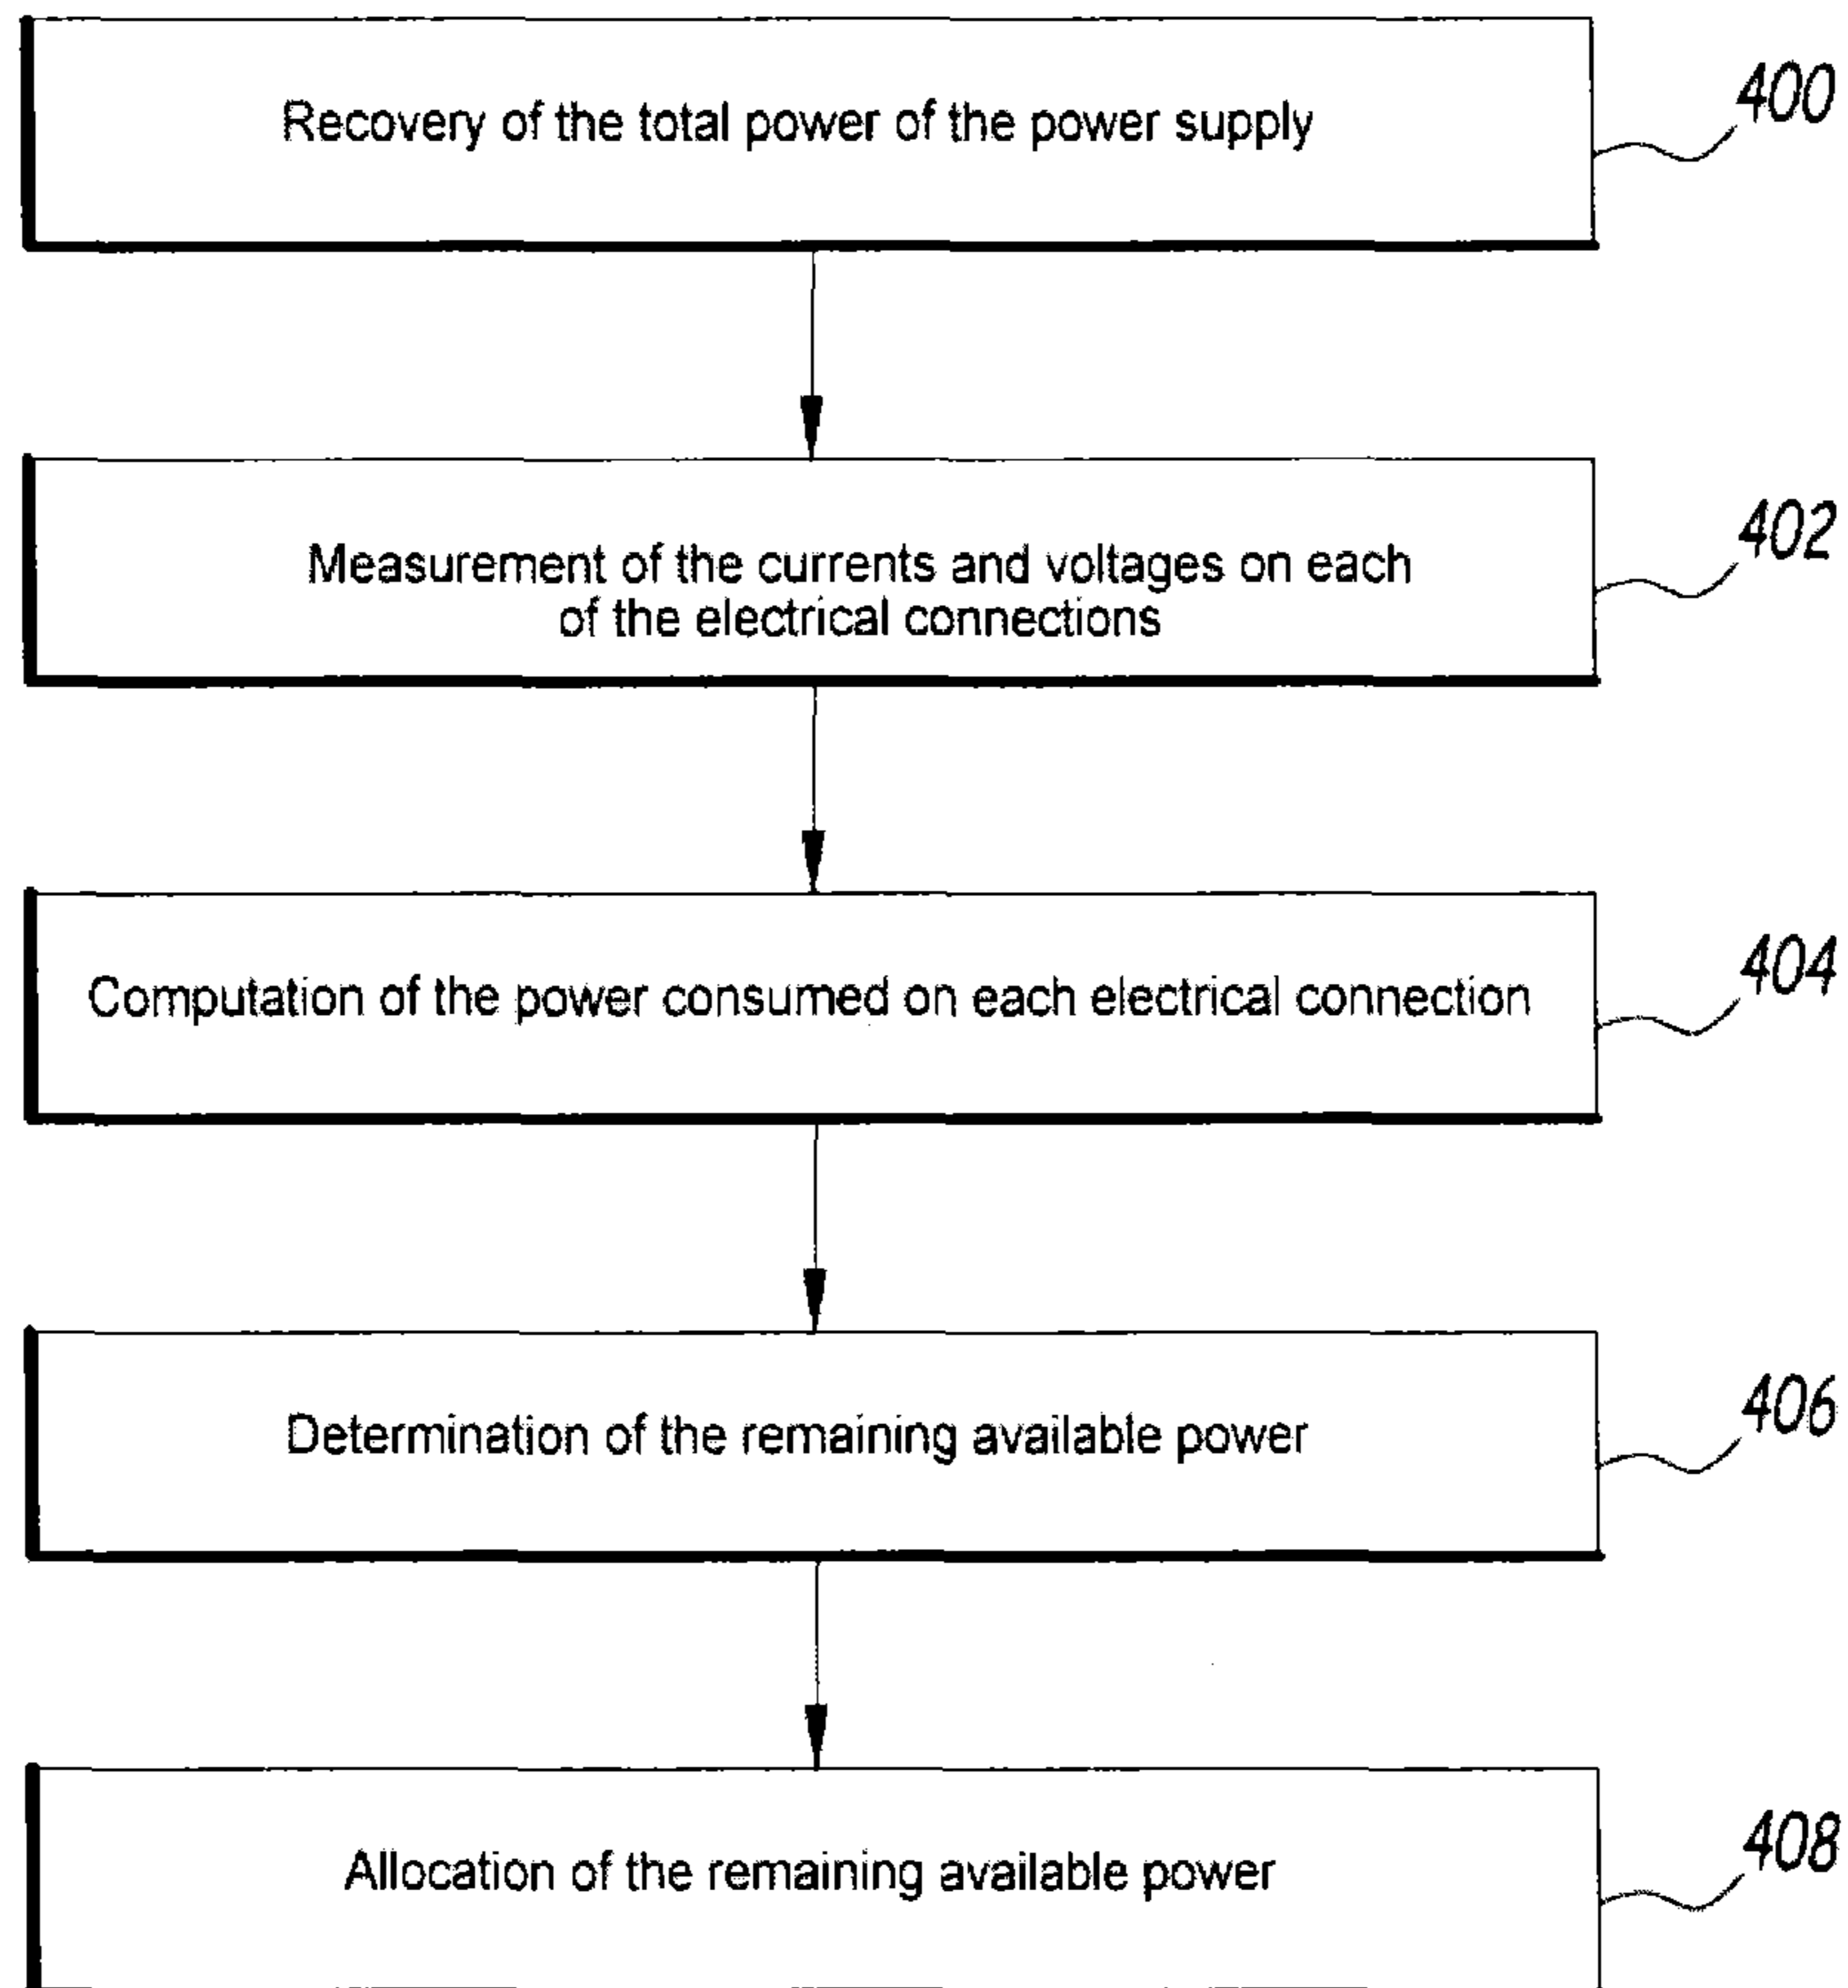 Recovery of the total power of the power supply
400
Measurement of the currents and voltages on each
of the electrical connections
402
Computation of the power consumed on each electrical connection
404
Determination of the remaining available power
406
Allocation of the remaining available power
408